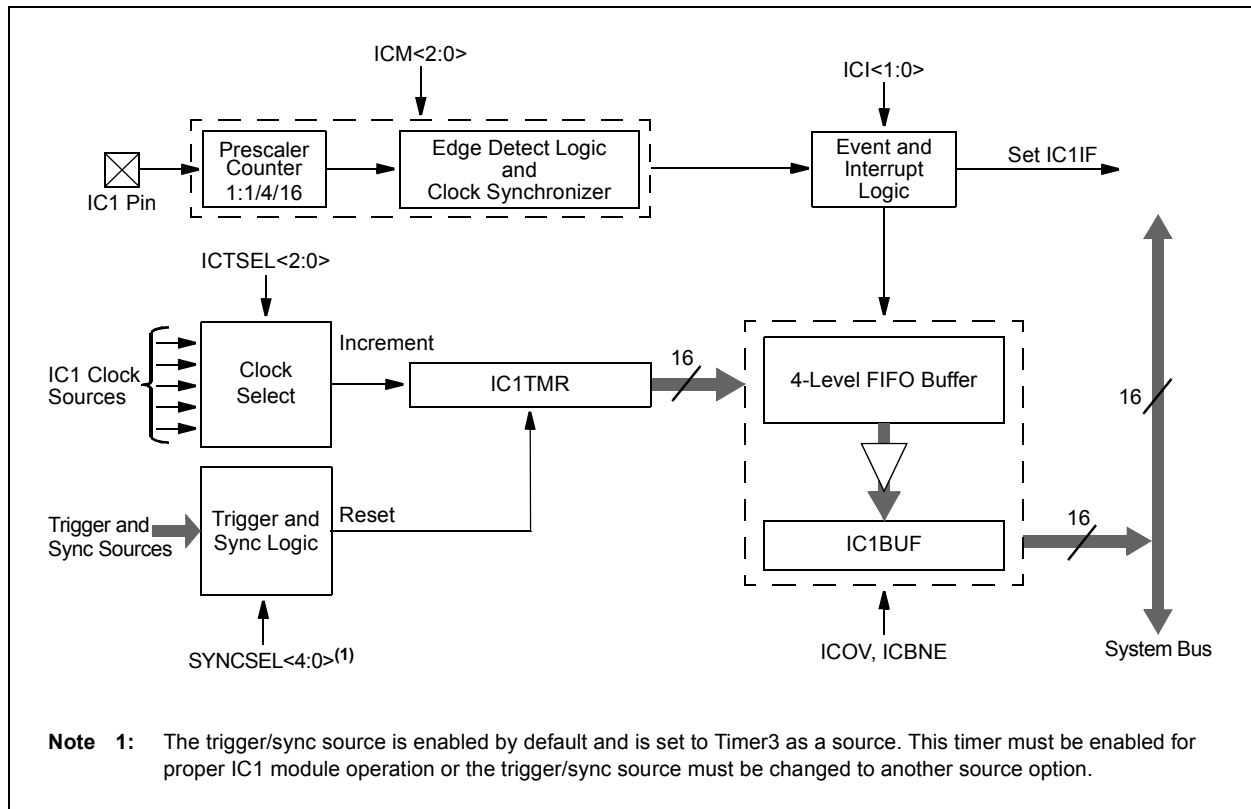 ICM<2:0>
ICI<1:0>
Prescaler
Counter
1:1/4/16
Edge Detect Logic
and
Clock Synchronizer
Event and
Interrupt
Logic
Set IC1IF
IC1 Pin
ICTSEL<2:0>
IC1 Clock
Sources
Clock
Select
Increment
IC1TMR
16
4-Level FIFO Buffer
16
Trigger and
Sync Sources
Trigger and
Sync Logic
Reset
IC1BUF
16
SYNCSEL<4:0>(1)
ICOV, ICBNE
System Bus
Note 1: The trigger/sync source is enabled by default and is set to Timer3 as a source. This timer must be enabled for
proper IC1 module operation or the trigger/sync source must be changed to another source option.